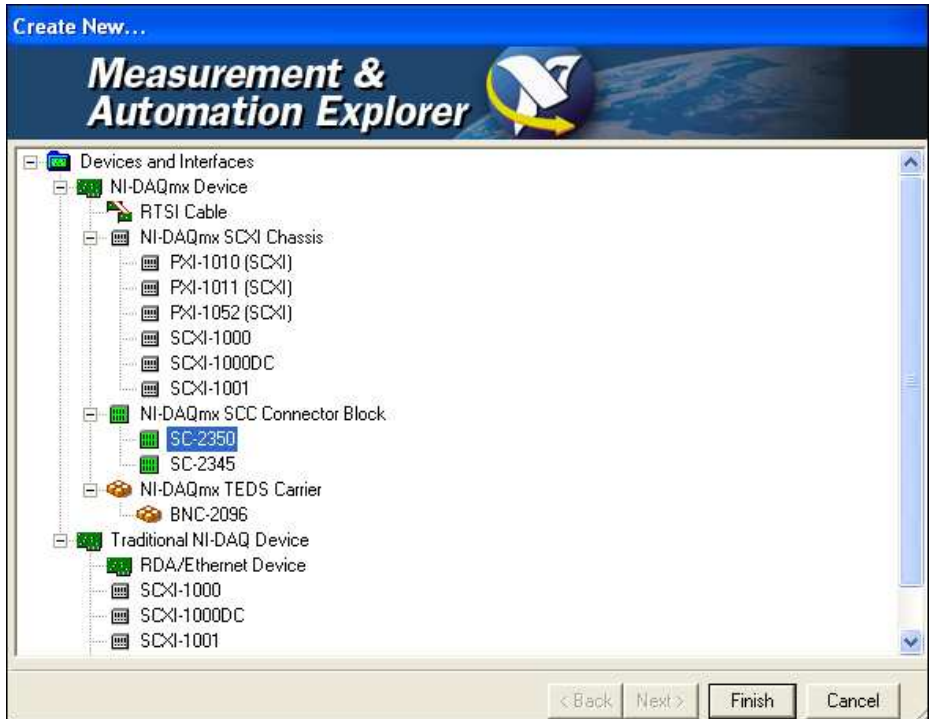 Create New...
Measurement &
Automation Explorer
Devices and Interfaces
NI-DAQmx Device
RTSI Cable
NI-DAQmx SCXI Chassis
PXI-1010 (SCXI)
PXI-1011 (SCXI)
PXI-1052 (SCXI)
SCXI-1000
SCXI-1000DC
SCXI-1001
NI-DAQmx SCC Connector Block
SC-2350
SC-2345
NI-DAQmx TEDS Carrier
BNC-2096
Traditional NI-DAQ Device
RDA/Ethernet Device
SCXI-1000
SCXI-1000DC
SCXI-1001
< Back Next > Finish Cancel